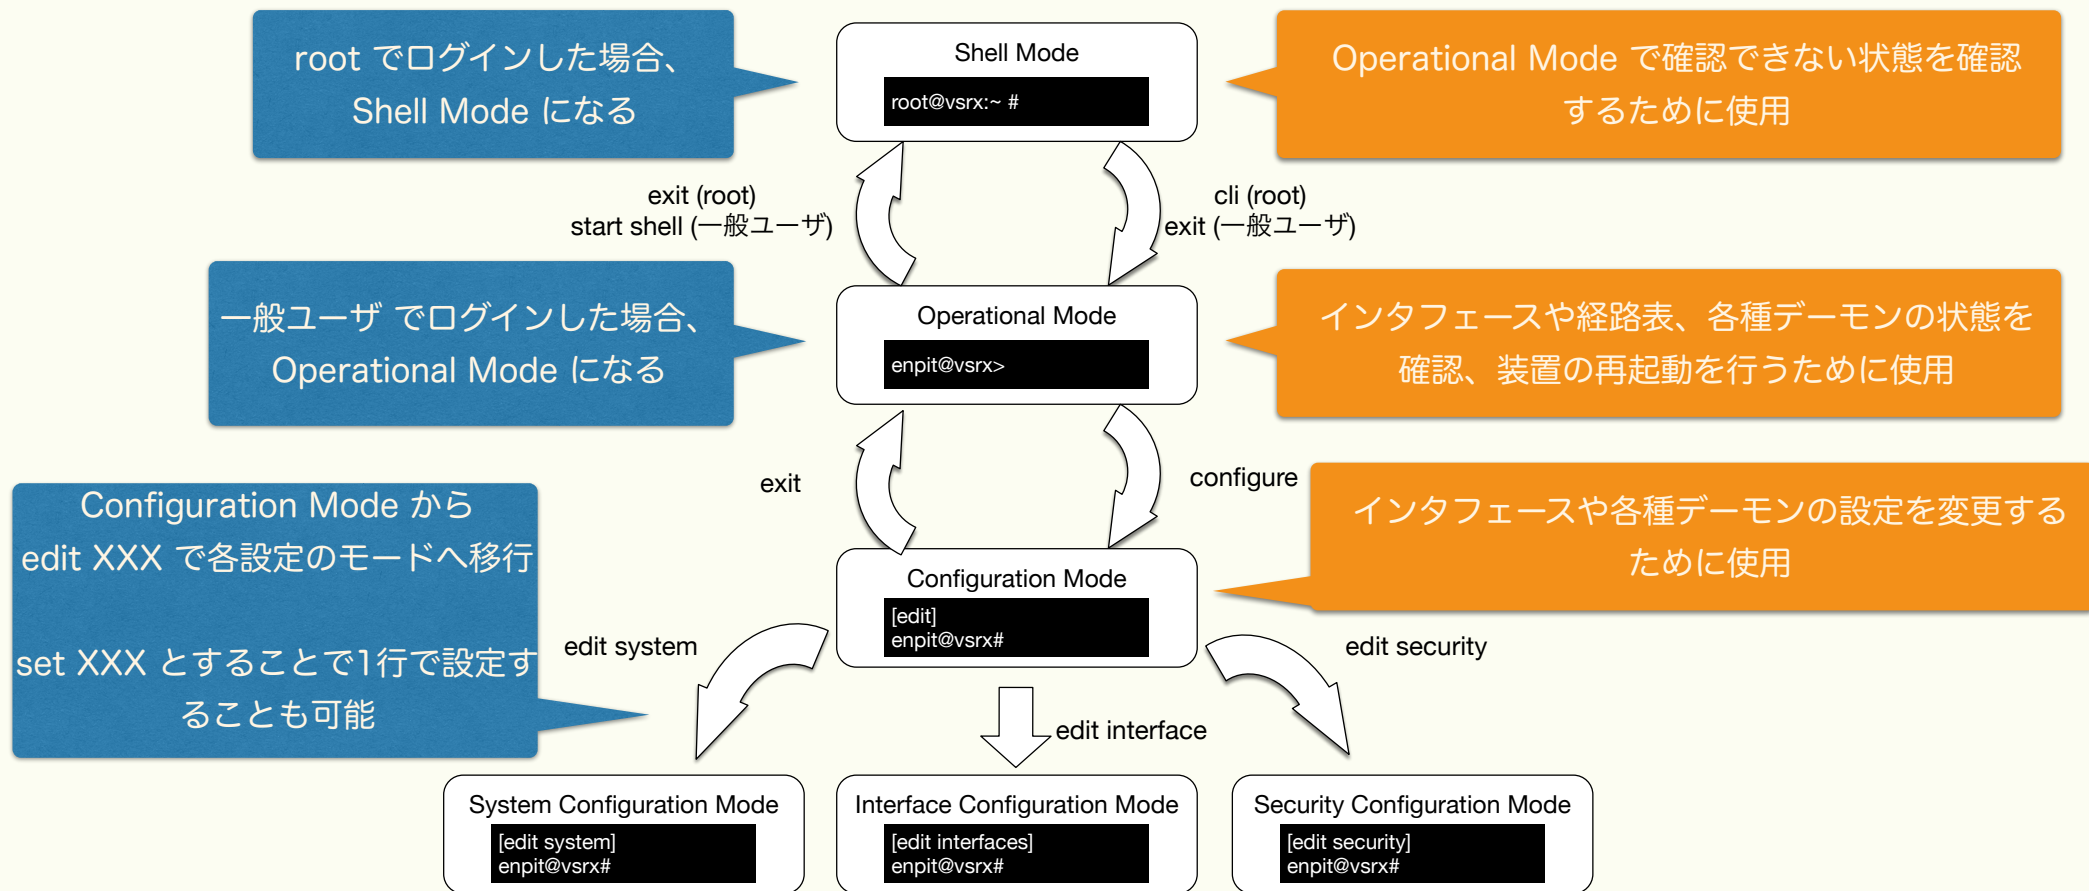 root でログインした場合、
Shell Mode になる
Shell Mode
root@vsrx:~ #
Operational Mode で確認できない状態を確認
するために使用
exit (root)
start shell (一般ユーザ)
cli (root)
exit (一般ユーザ)
一般ユーザ でログインした場合、
Operational Mode になる
Operational Mode
enpit@vsrx>
インタフェースや経路表、各種デーモンの状態を
確認、装置の再起動を行うために使用
exit
configure
Configuration Mode から
edit XXX で各設定のモードへ移行
set XXX とすることで1行で設定す
ることも可能
Configuration Mode
[edit]
enpit@vsrx#
インタフェースや各種デーモンの設定を変更する
ために使用
edit system
edit interface
edit security
System Configuration Mode
[edit system]
enpit@vsrx#
Interface Configuration Mode
[edit interfaces]
enpit@vsrx#
Security Configuration Mode
[edit security]
enpit@vsrx#